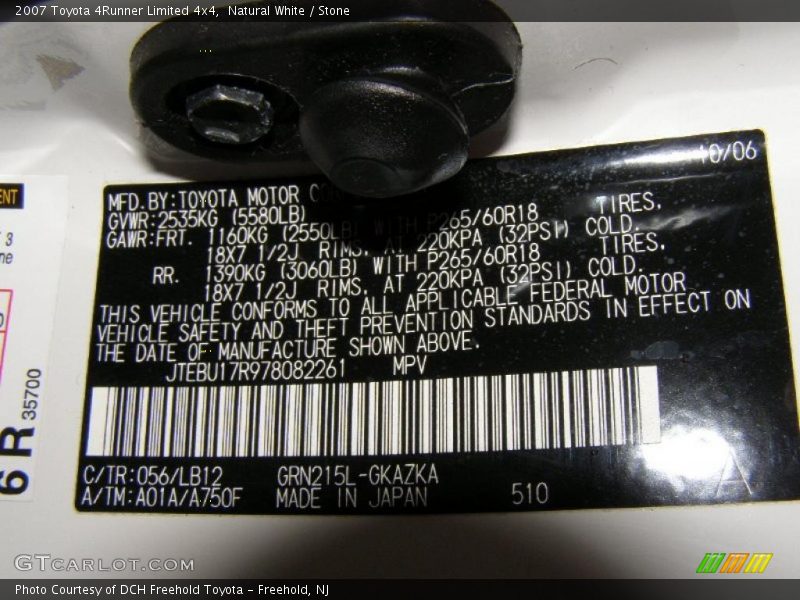 2007 Toyota 4Runner Limited 4x4, Natural White / Stone
10/06
MFD. BY: TOYOTA MOTOR
GVWR: 2535KG (5580LB)
GAWR: FRT. 1160KG (2550LB) WITH P265/60R18 TIRES,
18X7 1/2J RIMS, AT 220KPA (32PSI) COLD.
RR. 1390KG (3060LB) WITH P265/60R18 TIRES,
18X7 1/2J RIMS, AT 220KPA (32PSI) COLD.
THIS VEHICLE CONFORMS TO ALL APPLICABLE FEDERAL MOTOR
VEHICLE SAFETY AND THEFT PREVENTION STANDARDS IN EFFECT ON
THE DATE OF MANUFACTURE SHOWN ABOVE.
JTEBU17R978082261 MPV
C/TR: 056/LB12 GRN215L-GKAZKA
A/TM: A01A/A750F MADE IN JAPAN 510
A
6 R 35700
GTCARLOT.COM
Photo Courtesy of DCH Freehold Toyota – Freehold, NJ